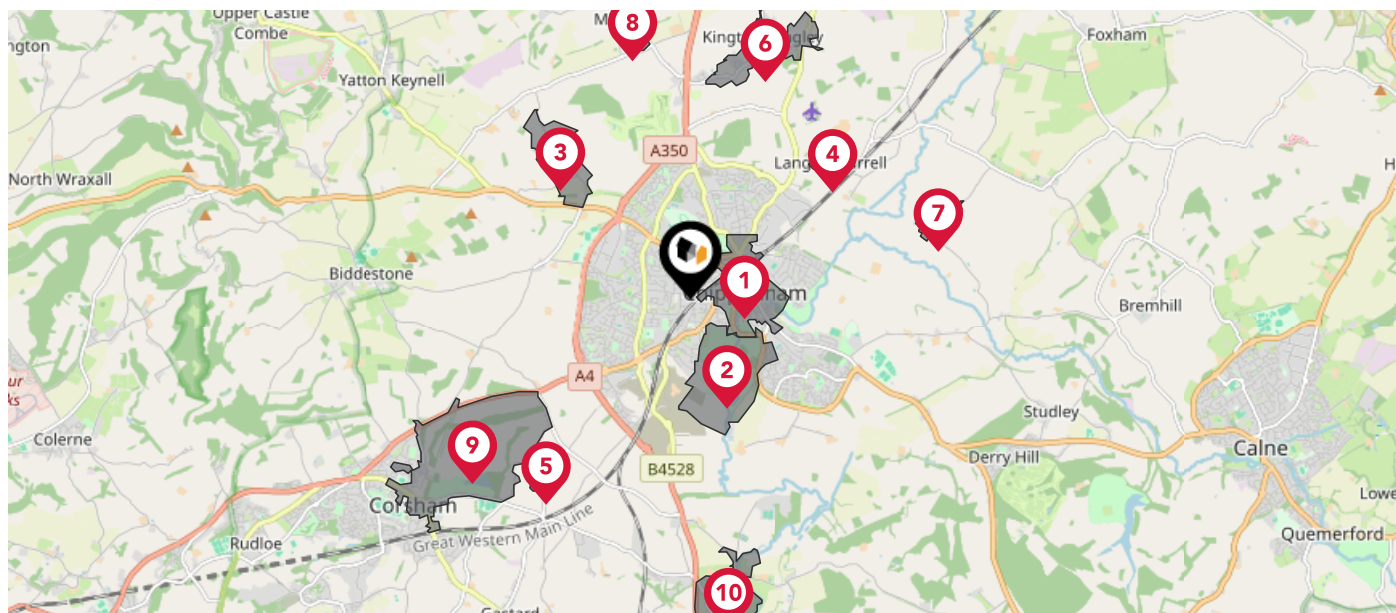 Upper Castle
Combe
8
Kington
6
Foxham
Yatton Keynell
A350
3
4
North Wraxall
7
Biddestone
1
Bremhill
2
A4
Studley
Colerne
9
5
B4528
Derry Hill
Calne
Corsham
Great Western Main Line
Rudloe
Quemerford
10